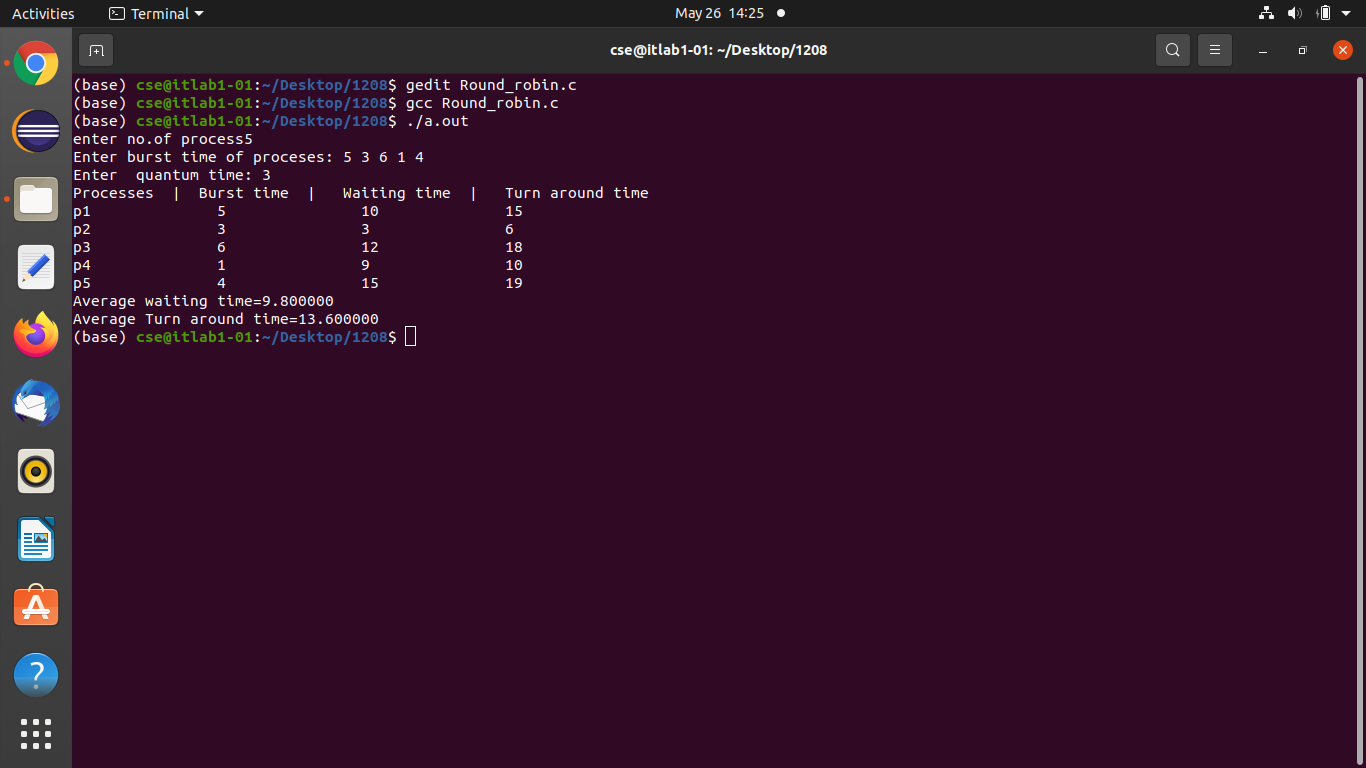 Activities Terminal May 26 14:25
cse@itlab1-01: ~/Desktop/1208
(base) cse@itlab1-01:~/Desktop/1208$ gedit Round_robin.c
(base) cse@itlab1-01:~/Desktop/1208$ gcc Round_robin.c
(base) cse@itlab1-01:~/Desktop/1208$ ./a.out
enter no.of process5
Enter burst time of proceses: 5 3 6 1 4
Enter  quantum time: 3
Processes  |  Burst time  |   Waiting time  |   Turn around time
p1              5               10              15
p2              3               3               6
p3              6               12              18
p4              1               9               10
p5              4               15              19
Average waiting time=9.800000
Average Turn around time=13.600000
(base) cse@itlab1-01:~/Desktop/1208$